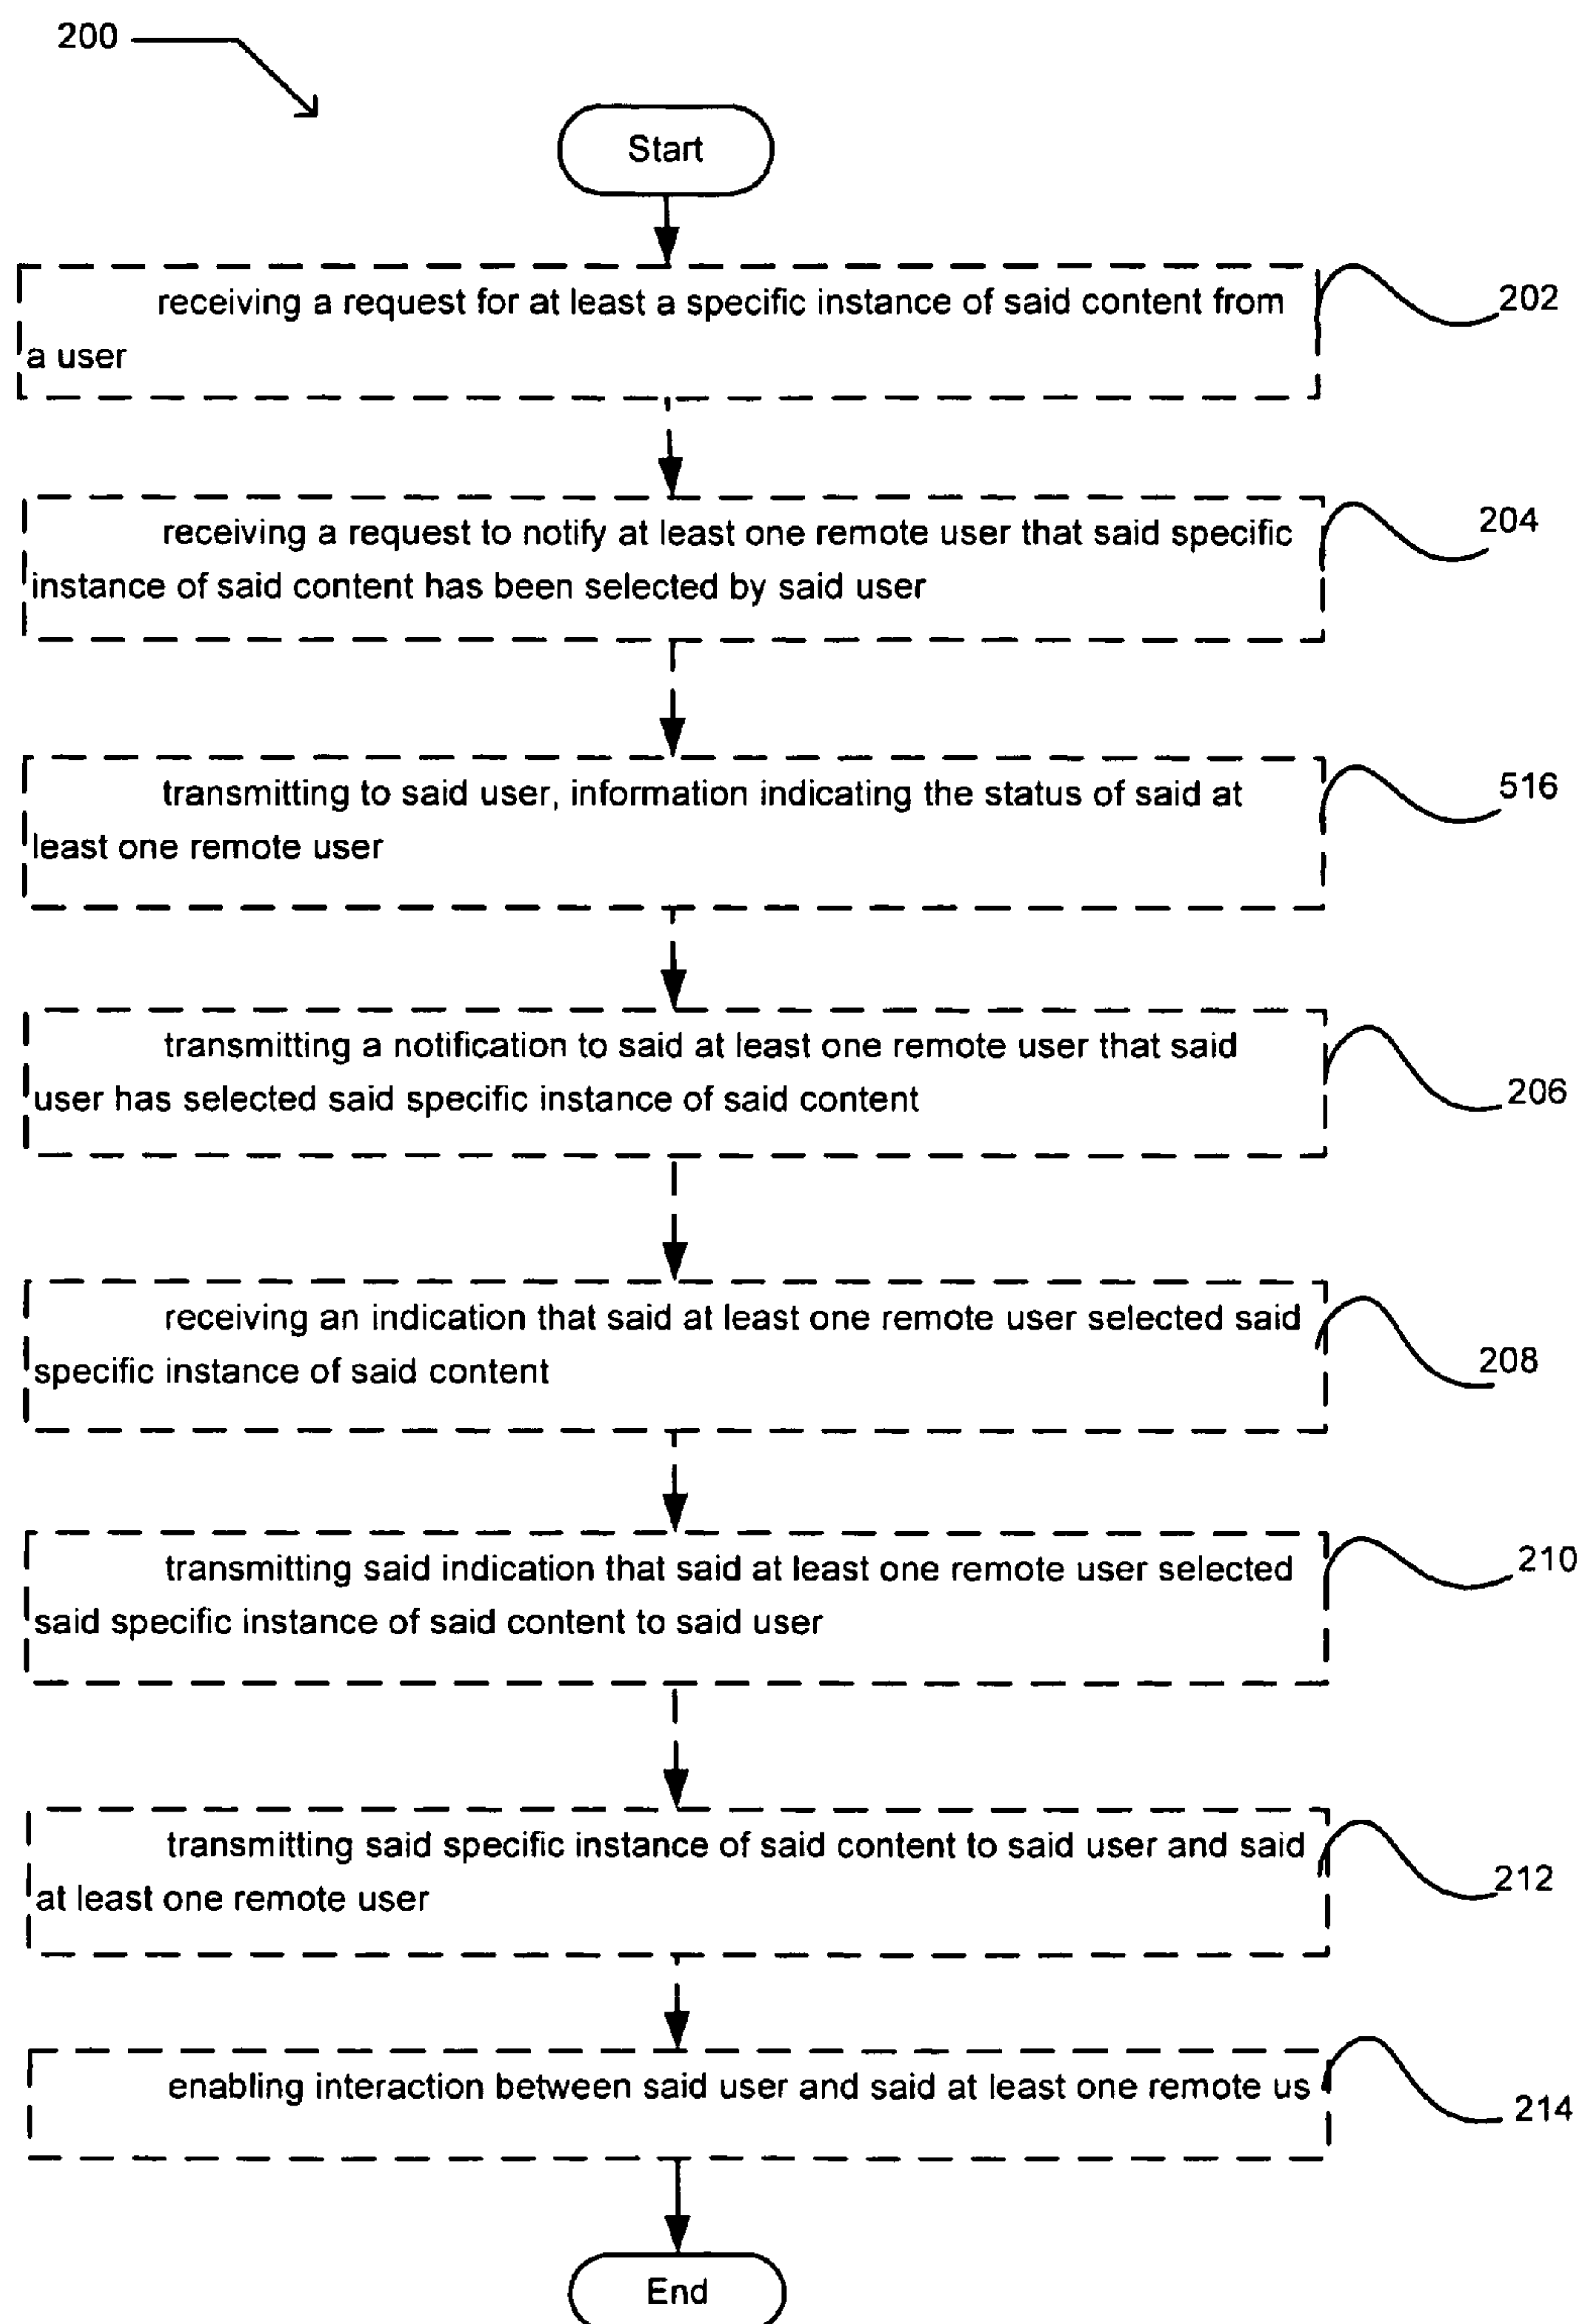 200
Start
receiving a request for at least a specific instance of said content from
a user
202
receiving a request to notify at least one remote user that said specific
instance of said content has been selected by said user
204
transmitting to said user, information indicating the status of said at
least one remote user
516
transmitting a notification to said at least one remote user that said
user has selected said specific instance of said content
206
receiving an indication that said at least one remote user selected said
specific instance of said content
208
transmitting said indication that said at least one remote user selected
said specific instance of said content to said user
210
transmitting said specific instance of said content to said user and said
at least one remote user
212
enabling interaction between said user and said at least one remote us
214
End